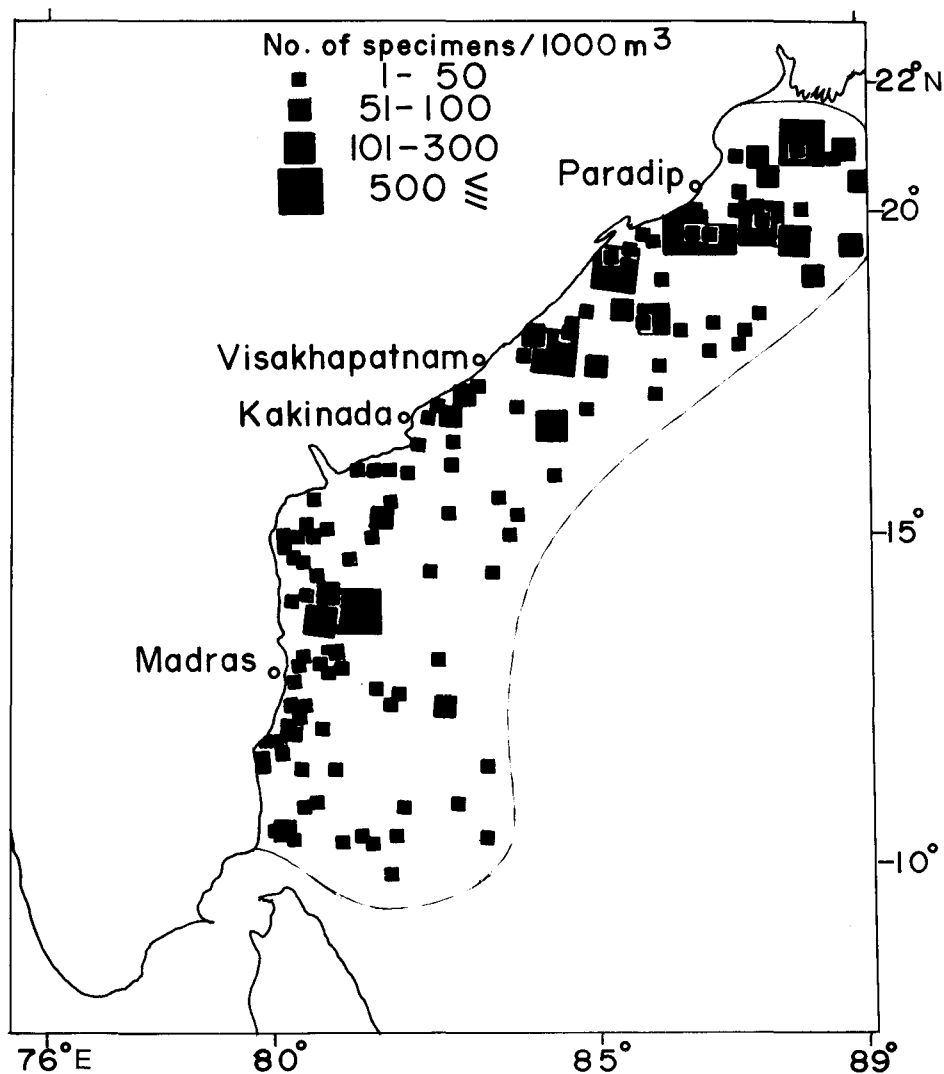 No. of specimens/1000 m³
1- 50
51-100
101-300
500 ≤
22°N
Paradip
20°
Visakhapatnam
Kakinada
15°
Madras
10°
76°E 80° 85° 89°